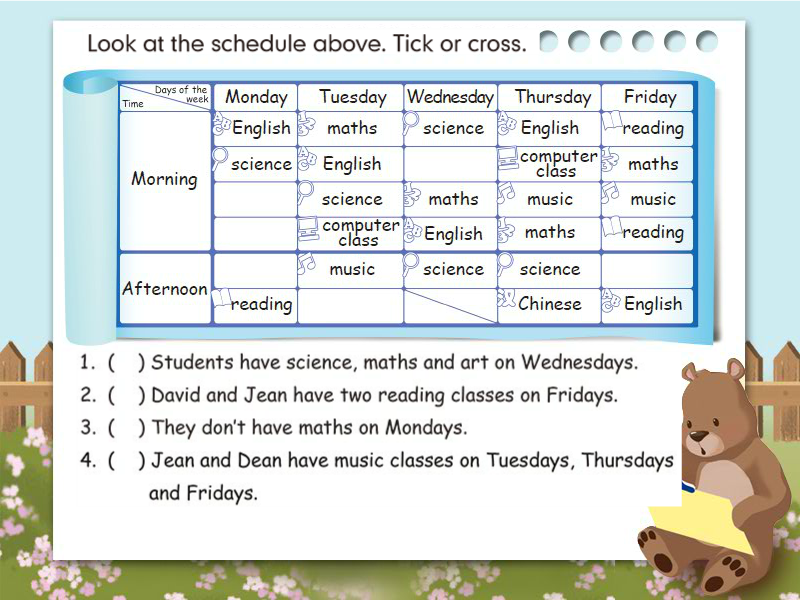 Look at the schedule above. Tick or cross.
Days of the week
Time
Monday Tuesday Wednesday Thursday Friday
Morning
English maths science English reading
science English computer class maths
science maths music music
computer class English maths reading
Afternoon
music science science
reading Chinese English
1. ( ) Students have science, maths and art on Wednesdays.
2. ( ) David and Jean have two reading classes on Fridays.
3. ( ) They don't have maths on Mondays.
4. ( ) Jean and Dean have music classes on Tuesdays, Thursdays
and Fridays.